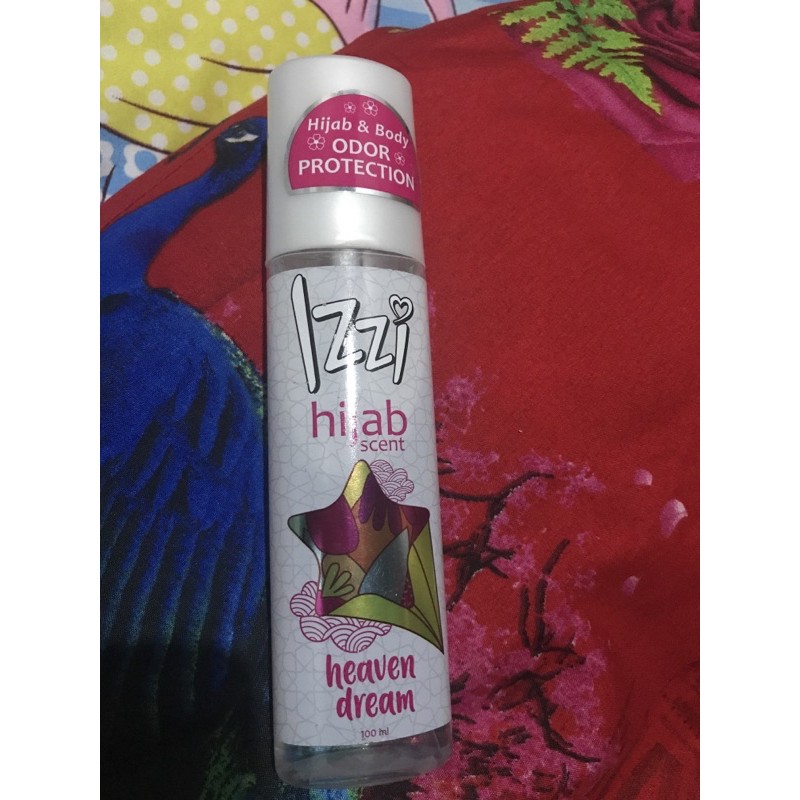 Hijab & Body
ODOR
PROTECTION
Izzi
hijab
scent
heaven
dream
100 ml